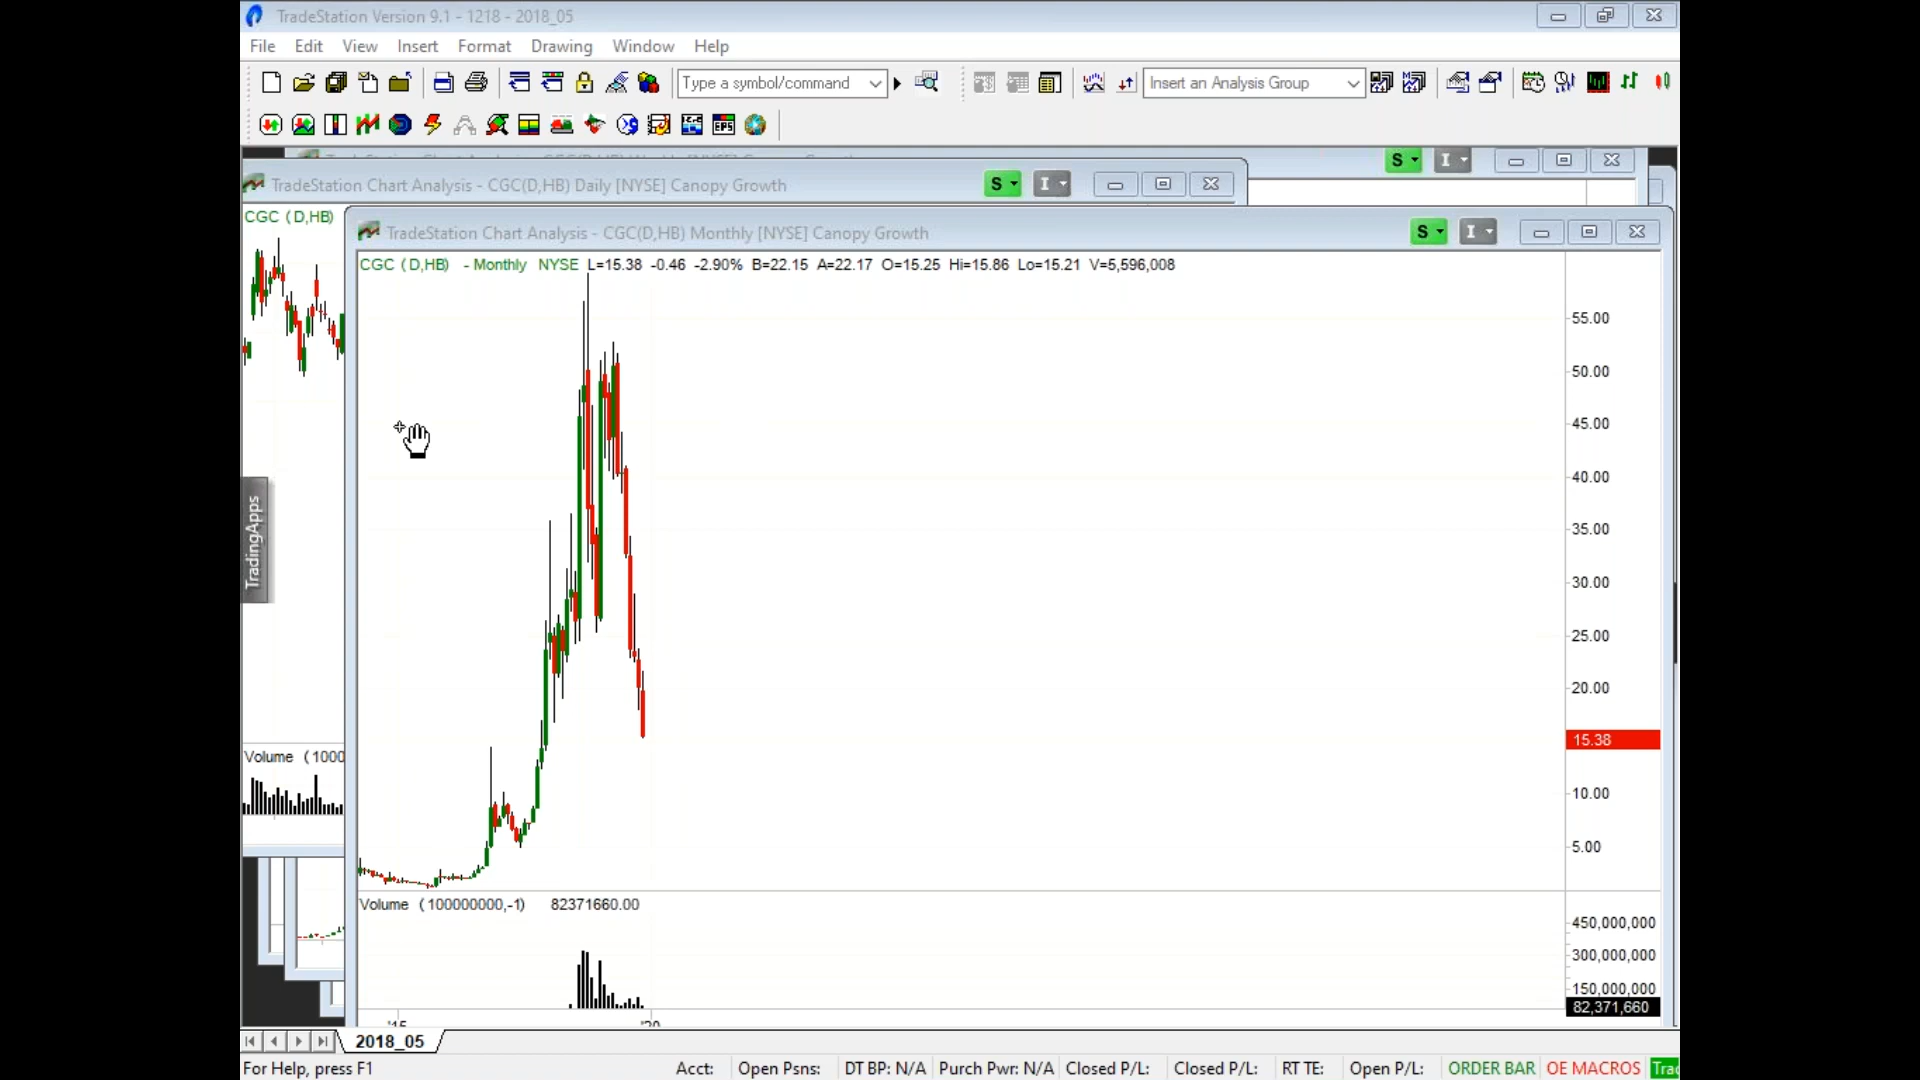 TradeStation Version 9.1 - 1218 - 2018_05
File Edit View Insert Format Drawing Window Help
Type a symbol/command
Insert an Analysis Group
EPS
S I
TradeStation Chart Analysis - CGC(D,HB) Daily [NYSE] Canopy Growth
S I
CGC (D,HB)
TradeStation Chart Analysis - CGC(D,HB) Monthly [NYSE] Canopy Growth
S I
CGC (D,HB) - Monthly NYSE L=15.38 -0.46 -2.90% B=22.15 A=22.17 O=15.25 Hi=15.86 Lo=15.21 V=5,596,008
55.00
50.00
45.00
40.00
35.00
30.00
25.00
20.00
15.38
10.00
5.00
TradingApps
Volume (1000
Volume (100000000,-1) 82371660.00
450,000,000
300,000,000
150,000,000
82,371,660
'15 '20
2018_05
For Help, press F1 Acct: Open Psns: DT BP: N/A Purch Pwr: N/A Closed P/L: Closed P/L: RT TE: Open P/L: ORDER BAR OE MACROS Trac